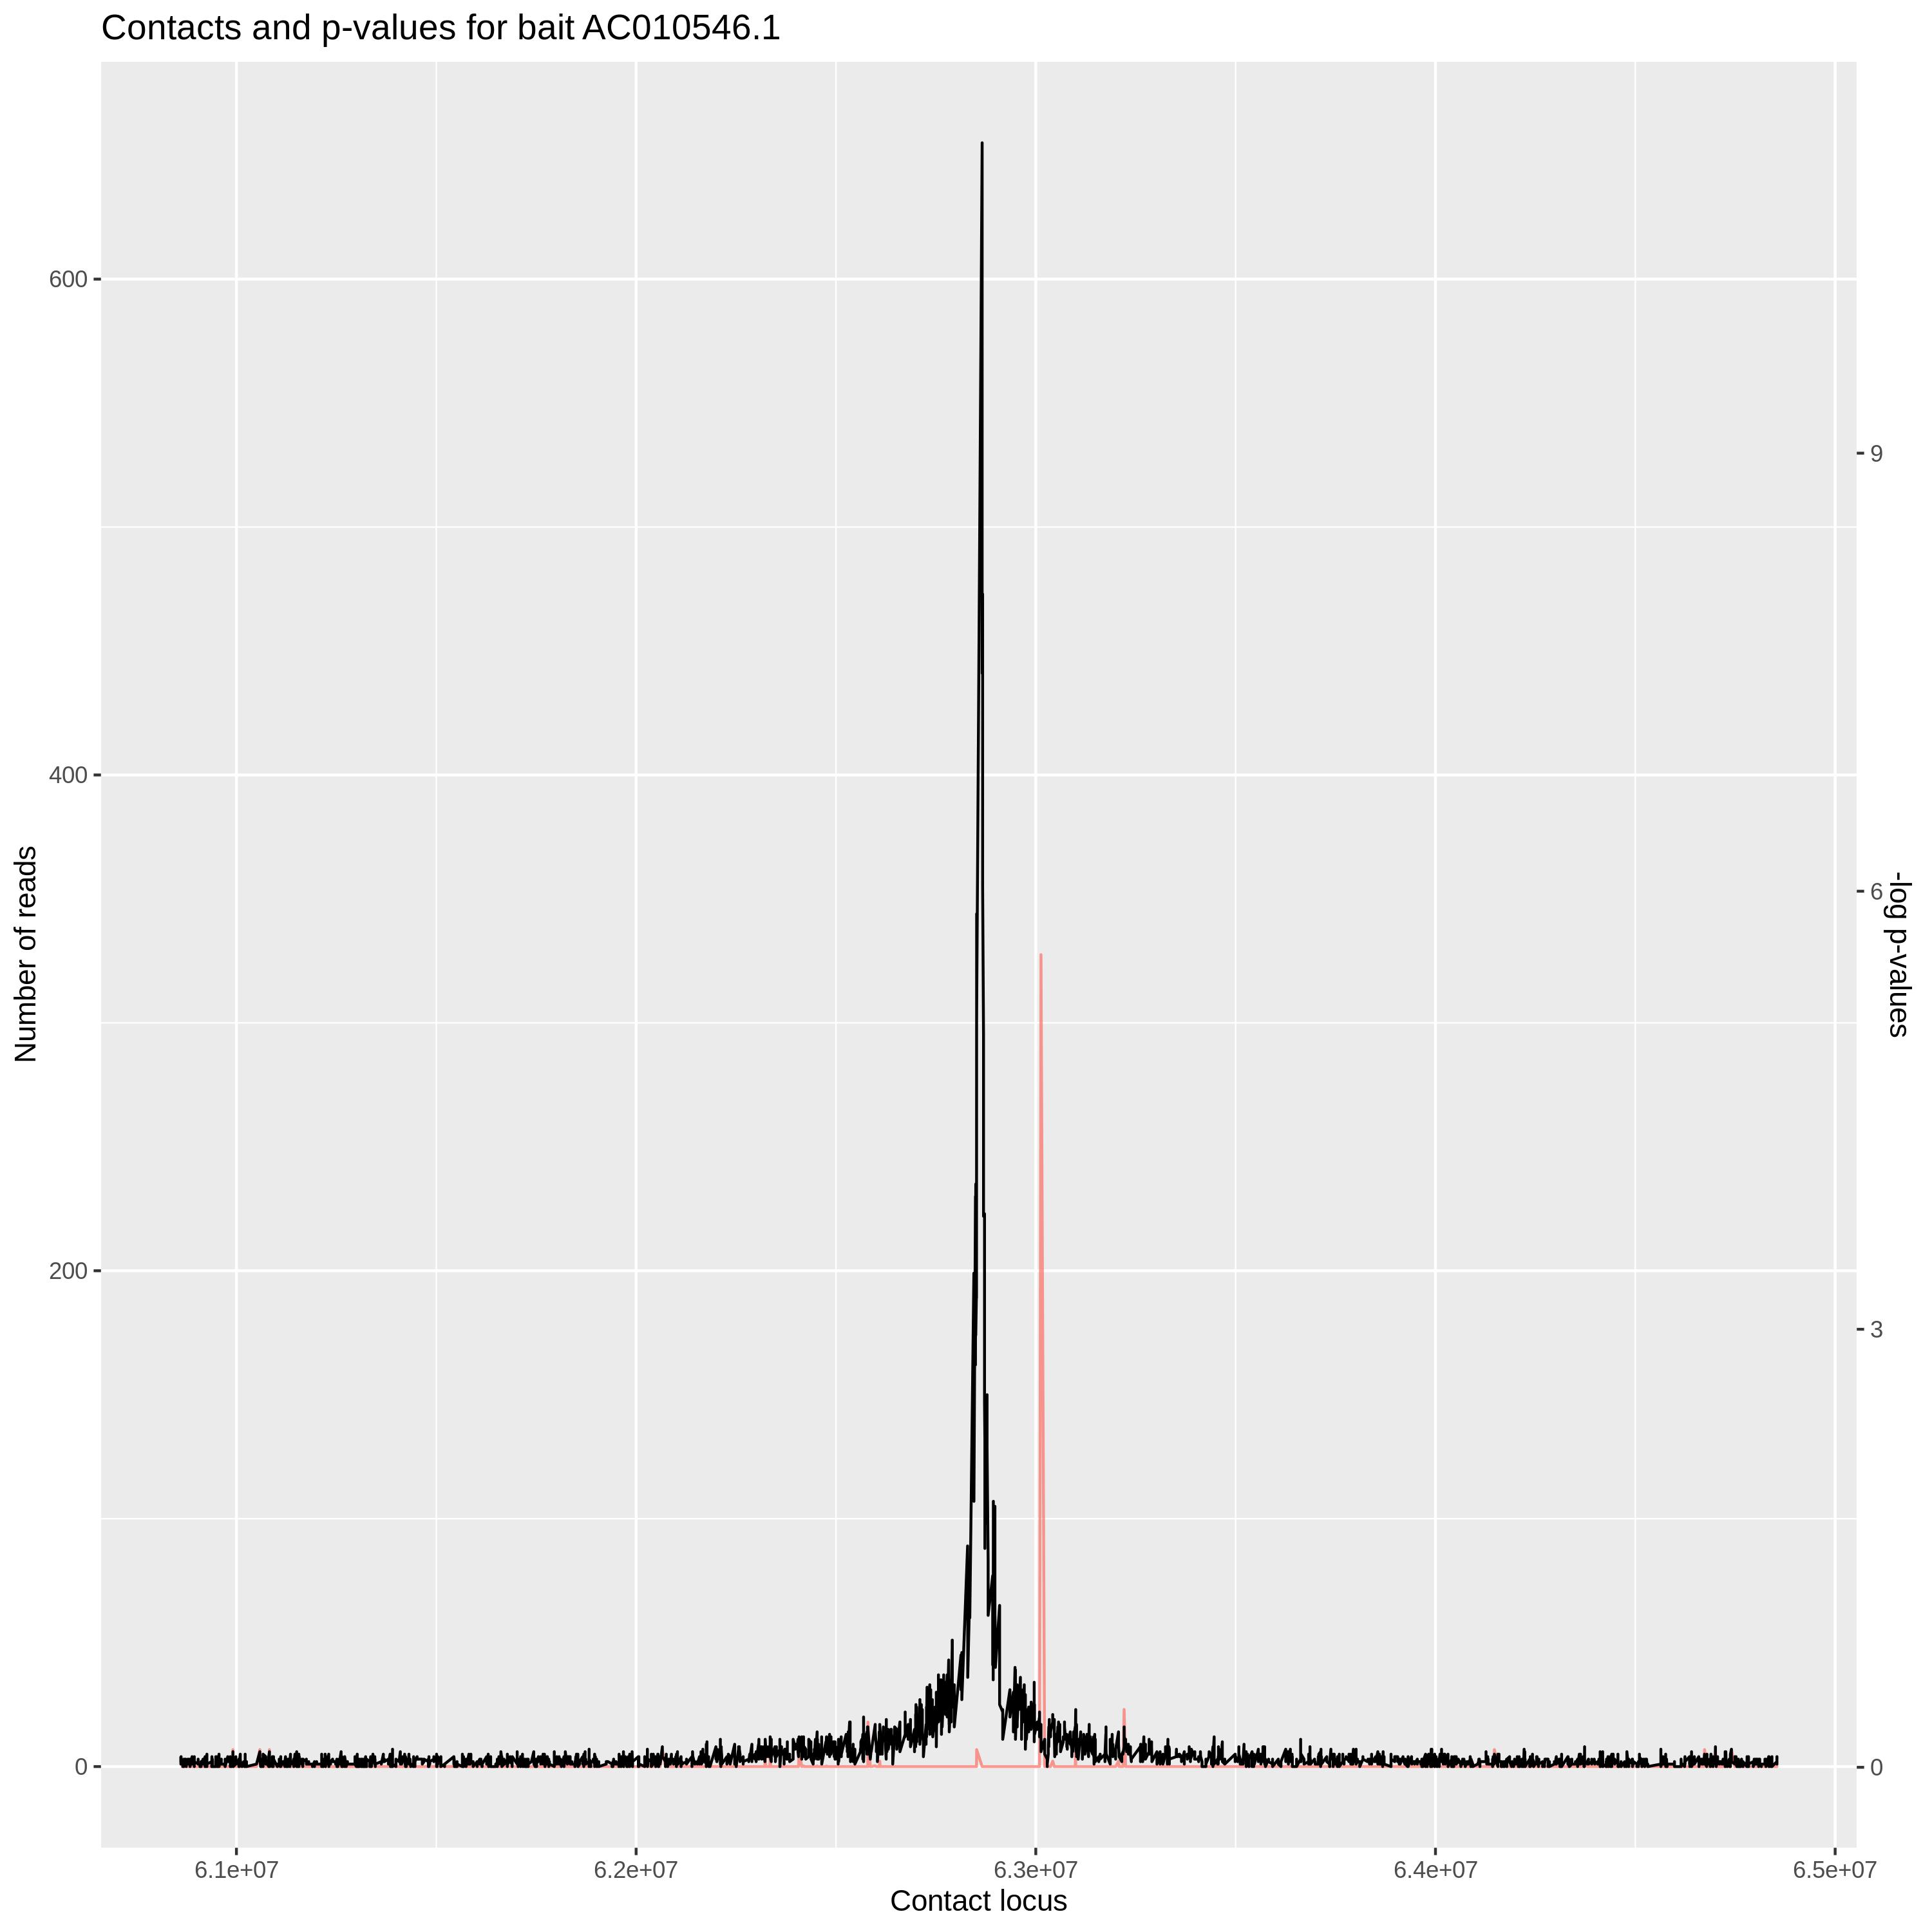 Contacts and p-values for bait AC010546.1
600
400
200
0
Number of reads
9
6
3
0
-log p-values
6.1e+07
6.2e+07
6.3e+07
6.4e+07
6.5e+07
Contact locus